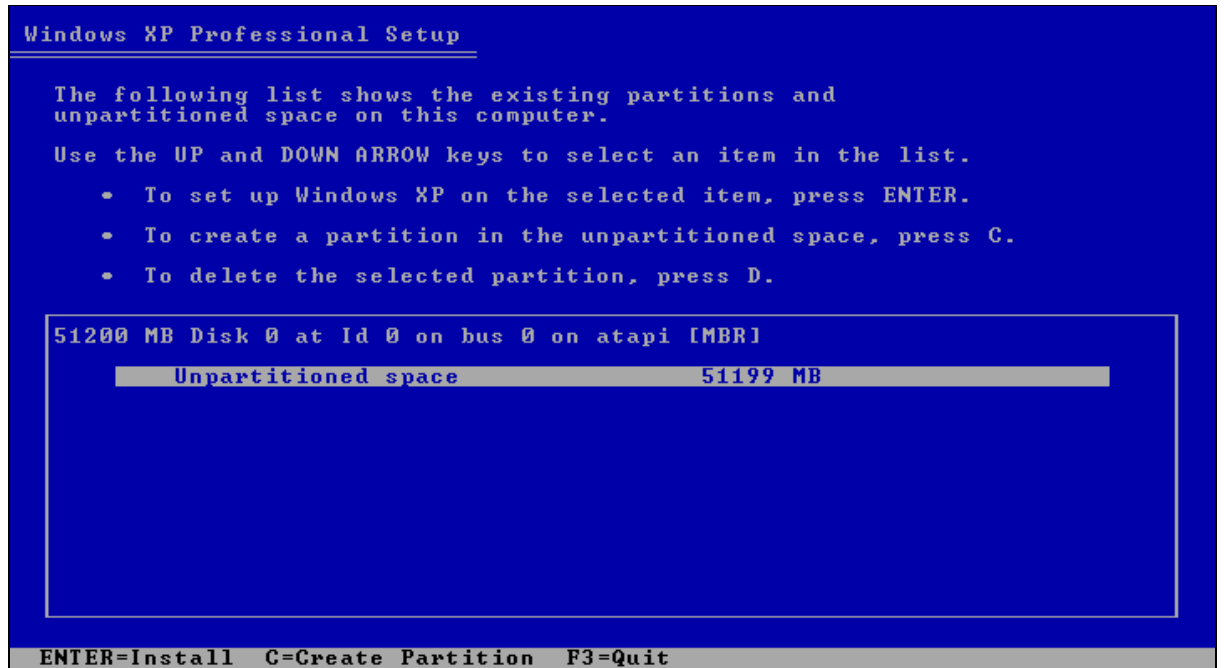 Windows XP Professional Setup
The following list shows the existing partitions and
unpartitioned space on this computer.
Use the UP and DOWN ARROW keys to select an item in the list.
• To set up Windows XP on the selected item, press ENTER.
• To create a partition in the unpartitioned space, press C.
• To delete the selected partition, press D.
51200 MB Disk 0 at Id 0 on bus 0 on atapi [MBR]
Unpartitioned space 51199 MB
ENTER=Install C=Create Partition F3=Quit